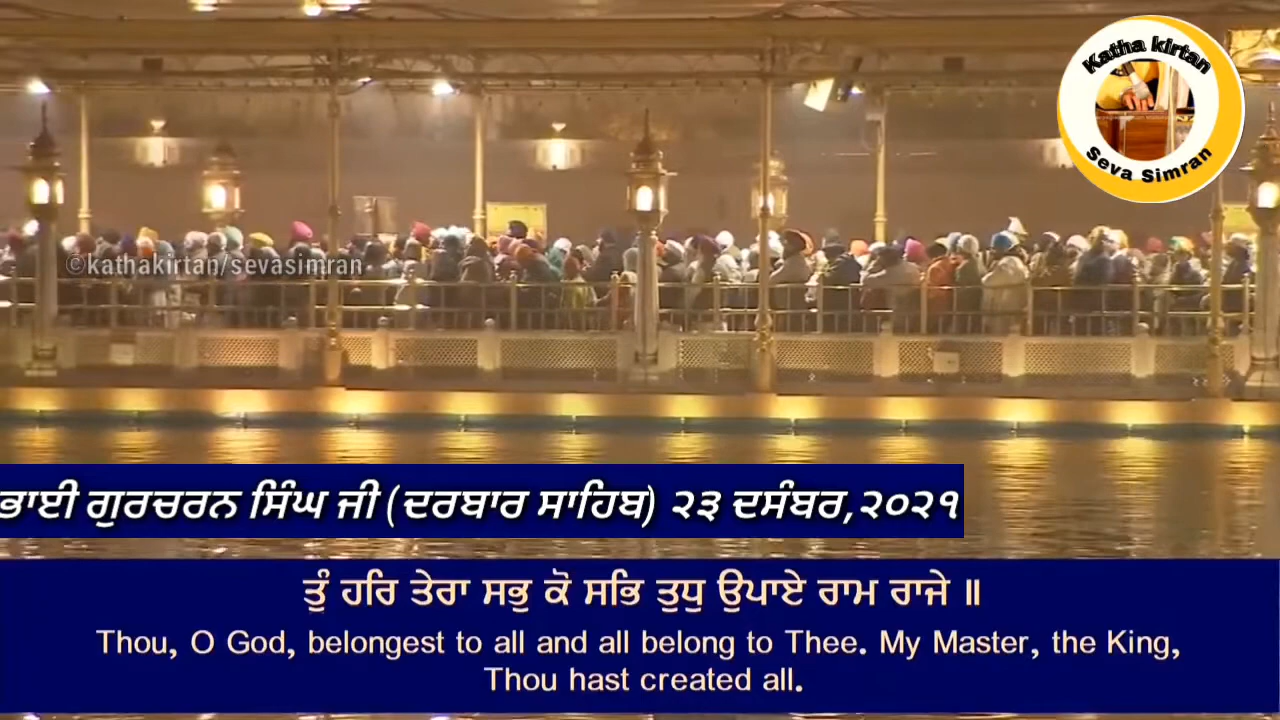 Katha kirtan
Seva Simran
©kathakirtan/sevasimran
ਭਾਈ ਗੁਰਚਰਨ ਸਿੰਘ ਜੀ (ਦਰਬਾਰ ਸਾਹਿਬ) ੨੩ ਦਸੰਬਰ,੨੦੨੧
ਤੂੰ ਹਰਿ ਤੇਰਾ ਸਭੁ ਕੋ ਸਭਿ ਤੁਧੁ ਉਪਾਏ ਰਾਮ ਰਾਜੇ ॥
Thou, O God, belongest to all and all belong to Thee. My Master, the King,
Thou hast created all.